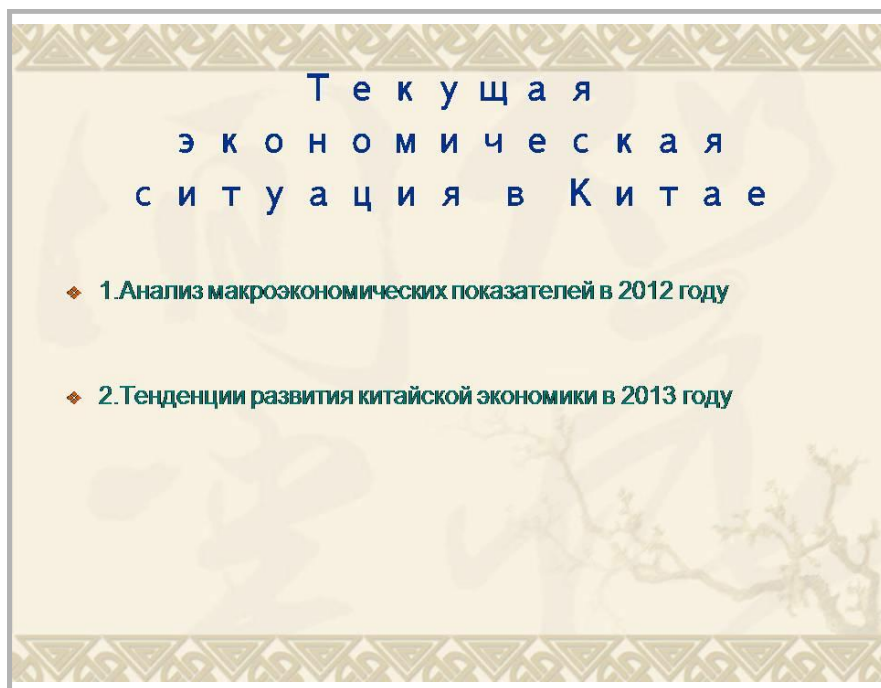 Текущая
экономическая
ситуация в Китае
1.Анализ макроэкономических показателей в 2012 году
2.Тенденции развития китайской экономики в 2013 году